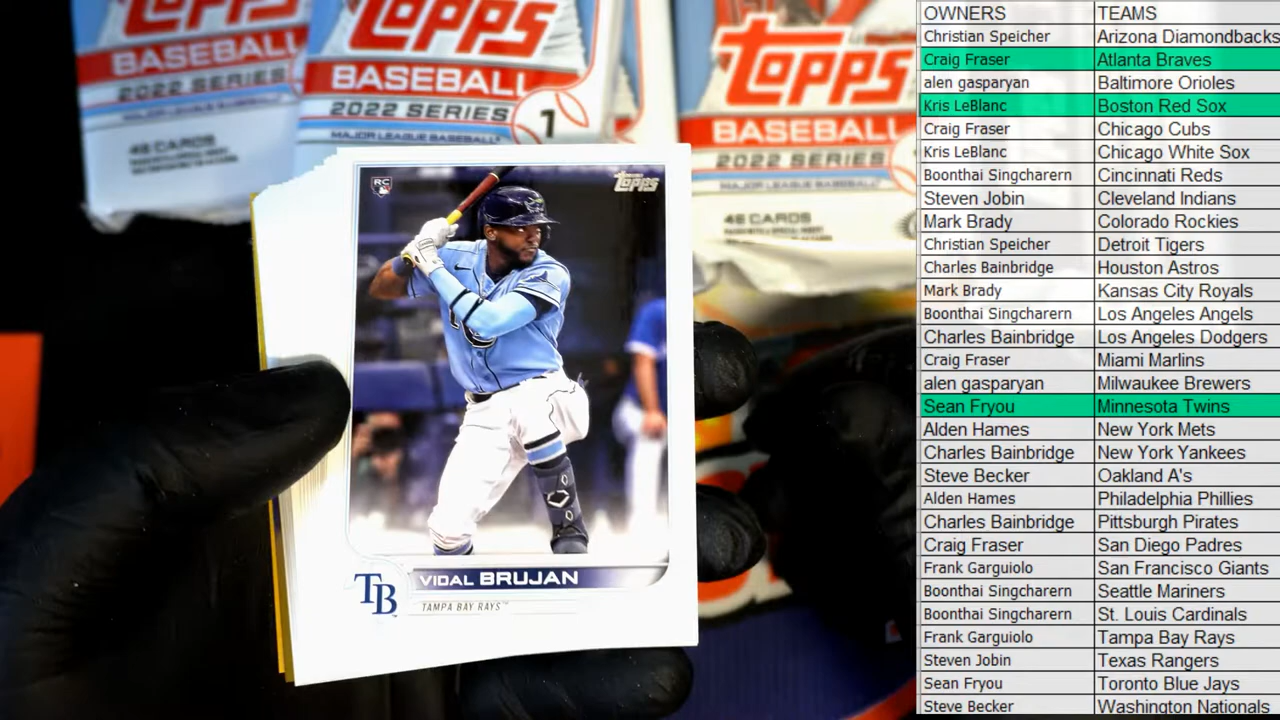 TOPPS
BASEBALL
2022 SERIES
TOPPS
BASEBALL
2022 SERIES
1
MAJOR LEAGUE BASEBALL
TOPPS
BASEBALL
2022 SERIES
MAJOR LEAGUE BASEBALL
46 CARDS
RC
TOPPS
TB
VIDAL BRUJAN
TAMPA BAY RAYS™
OWNERS TEAMS
Christian Speicher Arizona Diamondbacks
Craig Fraser Atlanta Braves
alen gasparyan Baltimore Orioles
Kris LeBlanc Boston Red Sox
Craig Fraser Chicago Cubs
Kris LeBlanc Chicago White Sox
Boonthai Singcharern Cincinnati Reds
Steven Jobin Cleveland Indians
Mark Brady Colorado Rockies
Christian Speicher Detroit Tigers
Charles Bainbridge Houston Astros
Mark Brady Kansas City Royals
Boonthai Singcharern Los Angeles Angels
Charles Bainbridge Los Angeles Dodgers
Craig Fraser Miami Marlins
alen gasparyan Milwaukee Brewers
Sean Fryou Minnesota Twins
Alden Hames New York Mets
Charles Bainbridge New York Yankees
Steve Becker Oakland A's
Alden Hames Philadelphia Phillies
Charles Bainbridge Pittsburgh Pirates
Craig Fraser San Diego Padres
Frank Garguiolo San Francisco Giants
Boonthai Singcharern Seattle Mariners
Boonthai Singcharern St. Louis Cardinals
Frank Garguiolo Tampa Bay Rays
Steven Jobin Texas Rangers
Sean Fryou Toronto Blue Jays
Steve Becker Washington Nationals